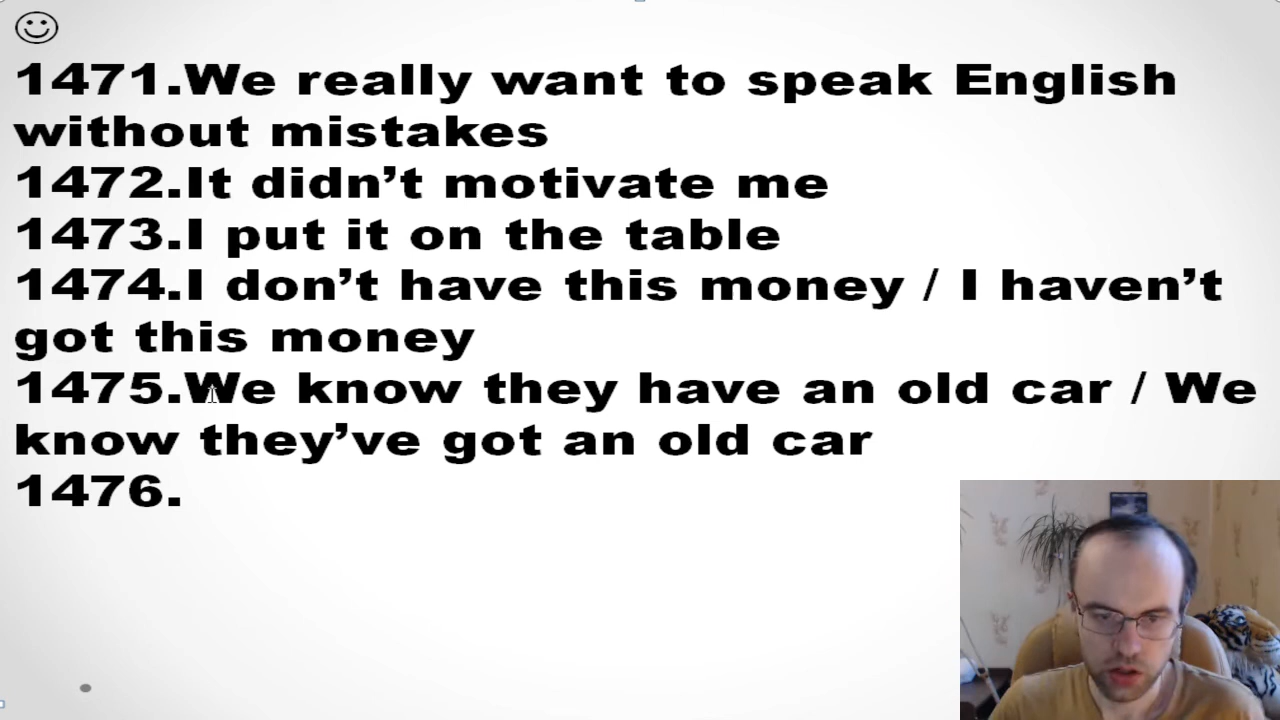 1471.We really want to speak English
without mistakes
1472.It didn’t motivate me
1473.I put it on the table
1474.I don’t have this money / I haven’t
got this money
1475.We know they have an old car / We
know they’ve got an old car
1476.